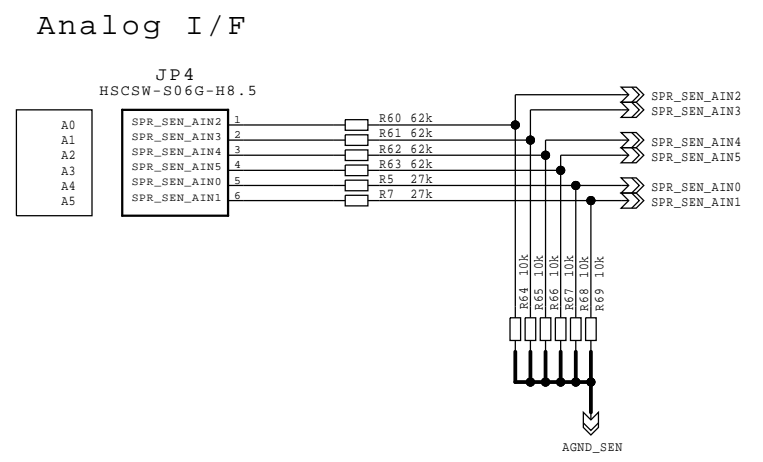 Analog I/F
JP4
HSCSW-S06G-H8.5
A0
A1
A2
A3
A4
A5
SPR_SEN_AIN2 1
SPR_SEN_AIN3 2
SPR_SEN_AIN4 3
SPR_SEN_AIN5 4
SPR_SEN_AIN0 5
SPR_SEN_AIN1 6
R60 62k
R61 62k
R62 62k
R63 62k
R5 27k
R7 27k
SPR_SEN_AIN2
SPR_SEN_AIN3
SPR_SEN_AIN4
SPR_SEN_AIN5
SPR_SEN_AIN0
SPR_SEN_AIN1
R64 10k
R65 10k
R66 10k
R67 10k
R68 10k
R69 10k
AGND_SEN